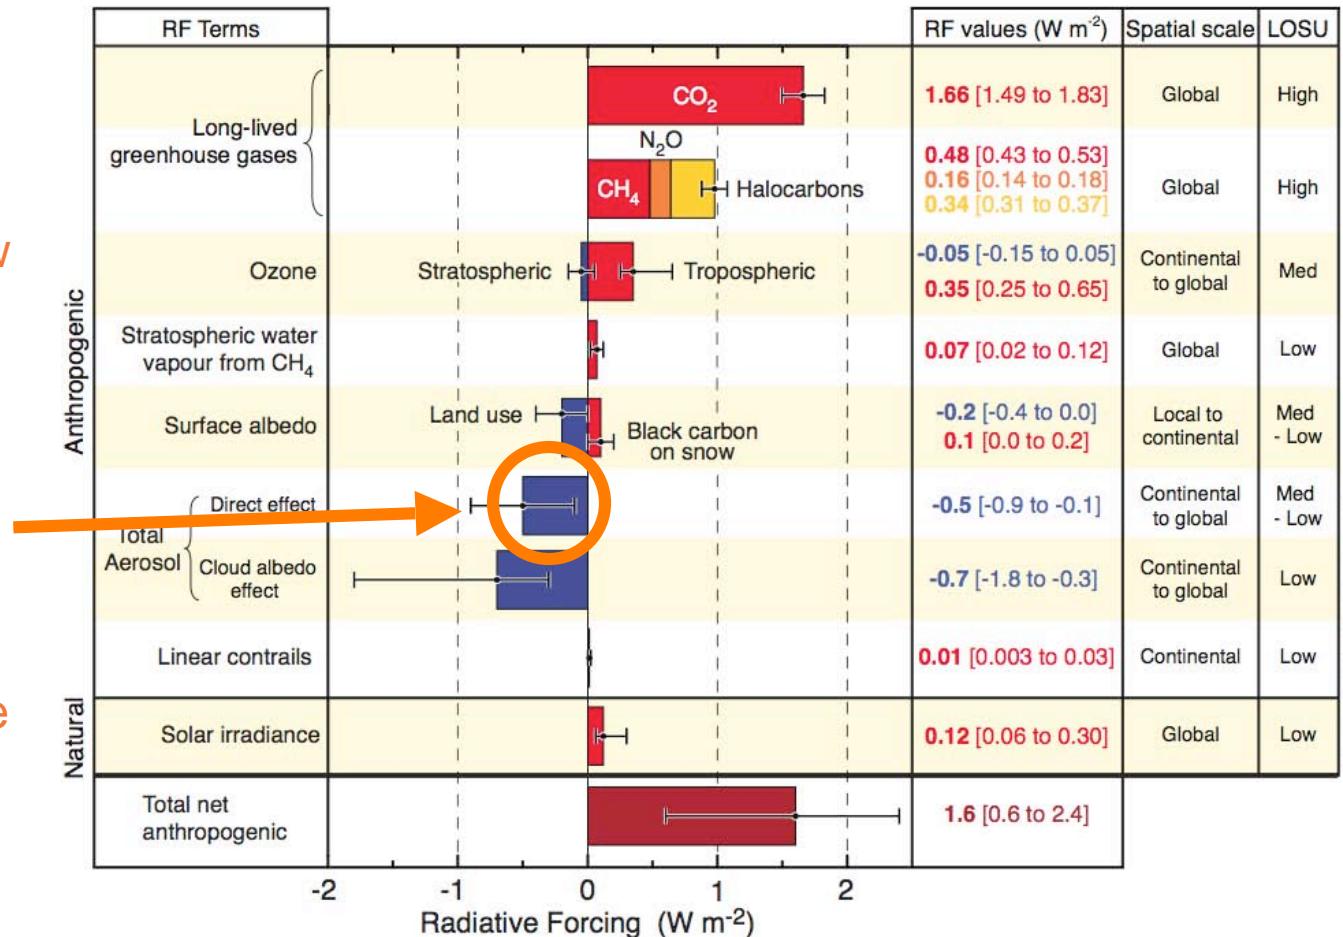 RF Terms
RF values (W m⁻²)
Spatial scale
LOSU
Anthropogenic
Long-lived
greenhouse gases
CO₂
1.66 [1.49 to 1.83]
Global
High
N₂O
CH₄
Halocarbons
0.48 [0.43 to 0.53]
0.16 [0.14 to 0.18]
0.34 [0.31 to 0.37]
Global
High
Ozone
Stratospheric
Tropospheric
-0.05 [-0.15 to 0.05]
0.35 [0.25 to 0.65]
Continental
to global
Med
Stratospheric water
vapour from CH₄
0.07 [0.02 to 0.12]
Global
Low
Surface albedo
Land use
Black carbon
on snow
-0.2 [-0.4 to 0.0]
0.1 [0.0 to 0.2]
Local to
continental
Med
- Low
Total
Aerosol
Direct effect
-0.5 [-0.9 to -0.1]
Continental
to global
Med
- Low
Cloud albedo
effect
-0.7 [-1.8 to -0.3]
Continental
to global
Low
Linear contrails
0.01 [0.003 to 0.03]
Continental
Low
Natural
Solar irradiance
0.12 [0.06 to 0.30]
Global
Low
Total net
anthropogenic
1.6 [0.6 to 2.4]
-2 -1 0 1 2
Radiative Forcing (W m⁻²)